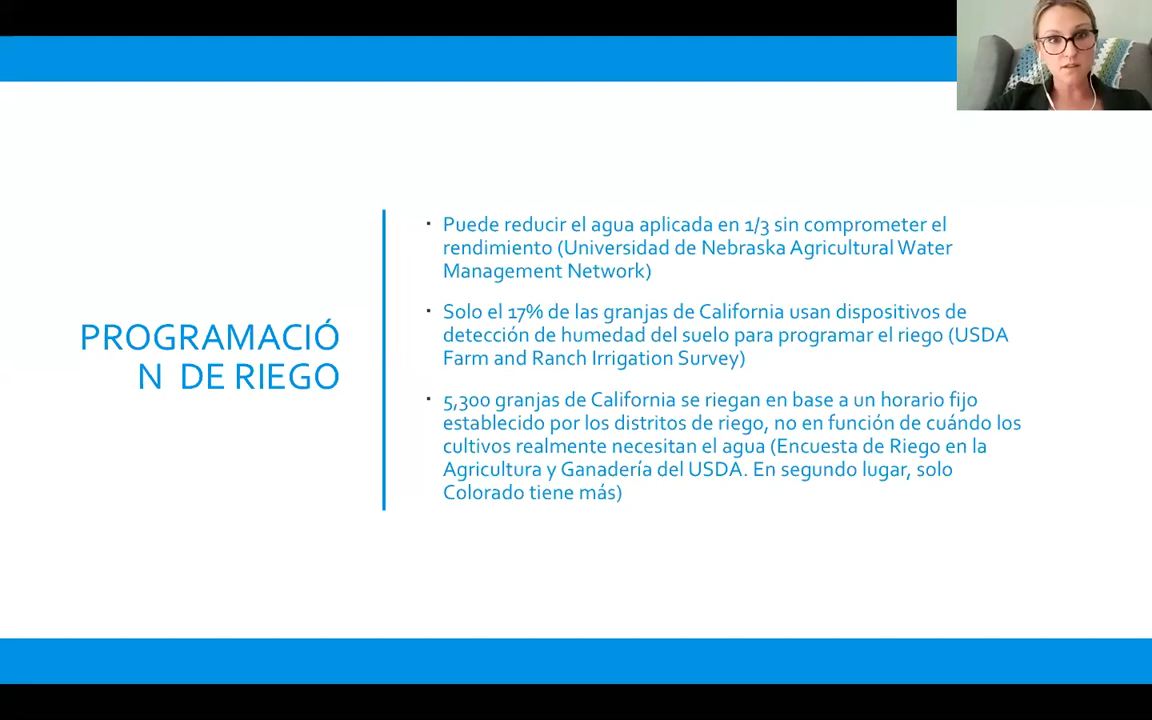 PROGRAMACIÓ
N DE RIEGO
▪ Puede reducir el agua aplicada en 1/3 sin comprometer el
rendimiento (Universidad de Nebraska Agricultural Water
Management Network)
▪ Solo el 17% de las granjas de California usan dispositivos de
detección de humedad del suelo para programar el riego (USDA
Farm and Ranch Irrigation Survey)
▪ 5,300 granjas de California se riegan en base a un horario fijo
establecido por los distritos de riego, no en función de cuándo los
cultivos realmente necesitan el agua (Encuesta de Riego en la
Agricultura y Ganadería del USDA. En segundo lugar, solo
Colorado tiene más)